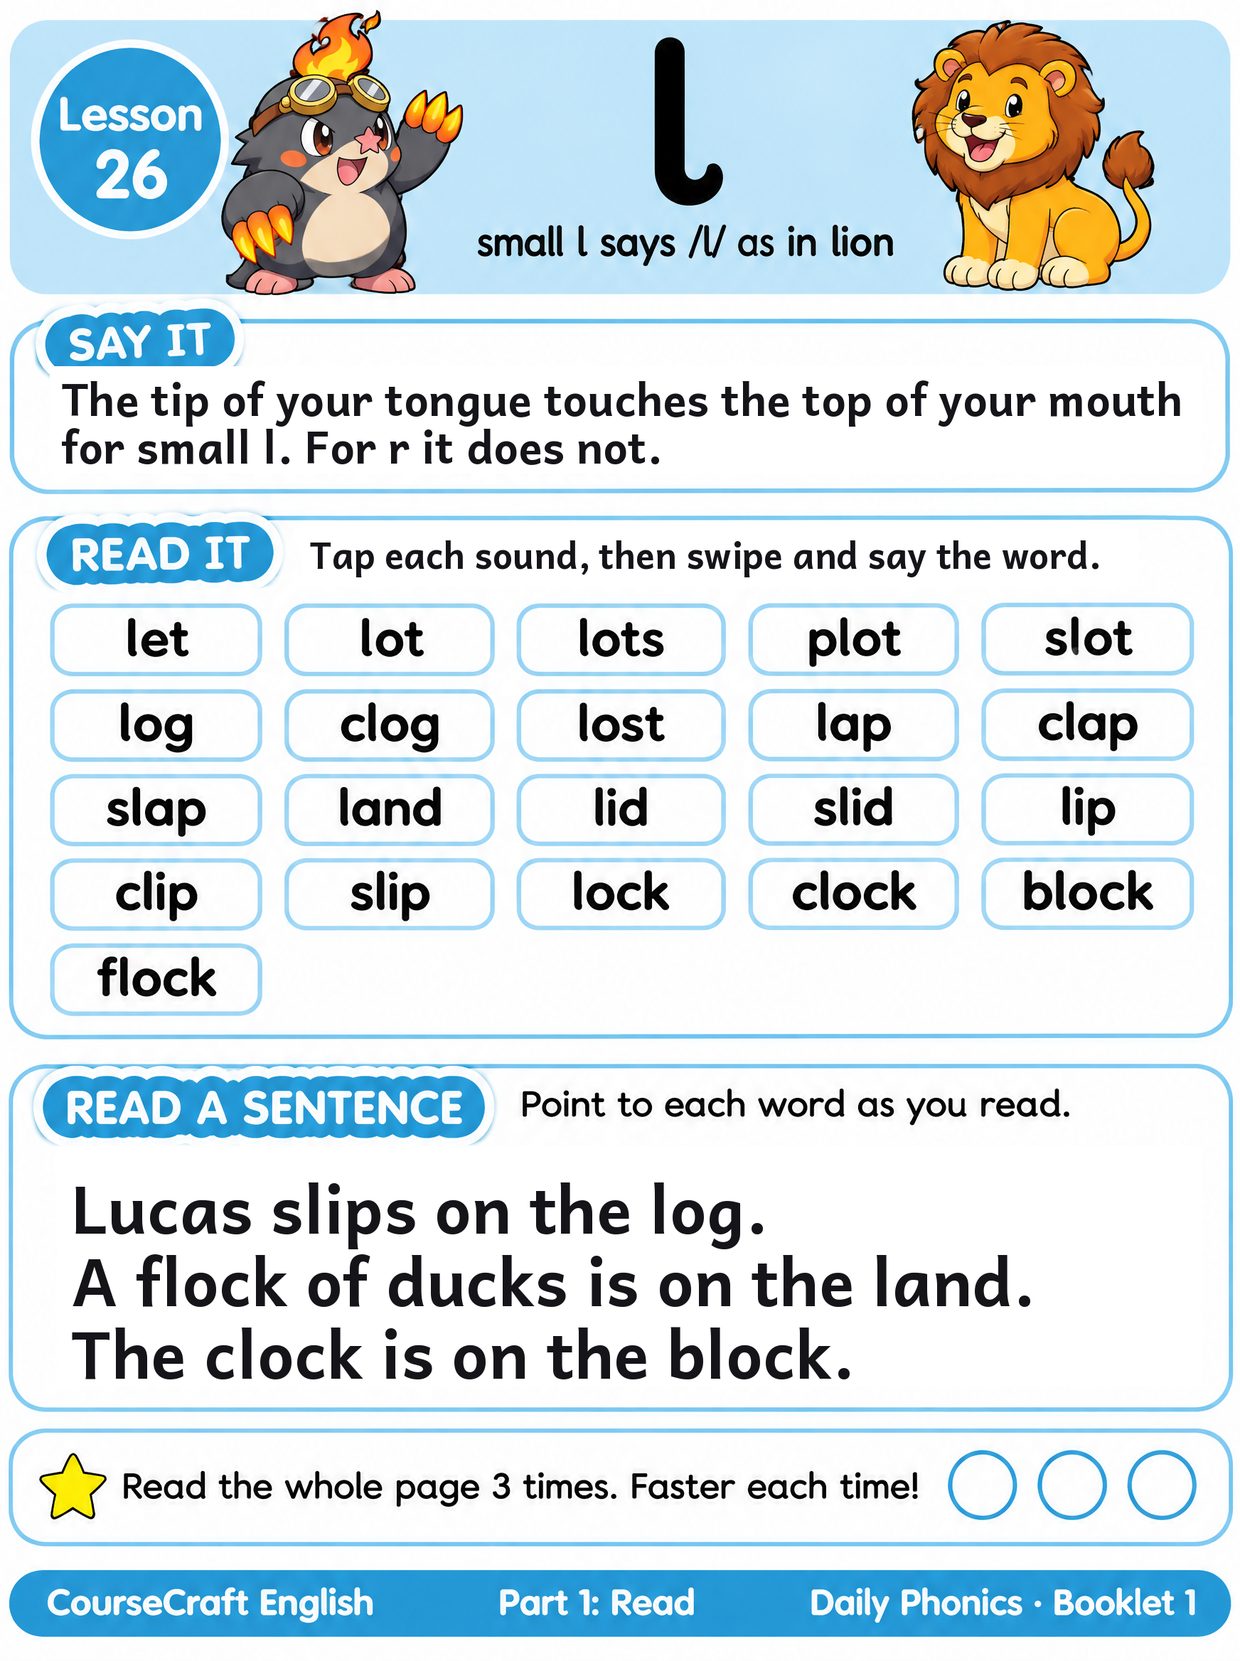 Lesson
26
l
small l says /l/ as in lion
SAY IT
The tip of your tongue touches the top of your mouth
for small l. For r it does not.
READ IT
Tap each sound, then swipe and say the word.
let lot lots plot slot
log clog lost lap clap
slap land lid slid lip
clip slip lock clock block
flock
READ A SENTENCE
Point to each word as you read.
Lucas slips on the log.
A flock of ducks is on the land.
The clock is on the block.
Read the whole page 3 times. Faster each time!
CourseCraft English Part 1: Read Daily Phonics · Booklet 1